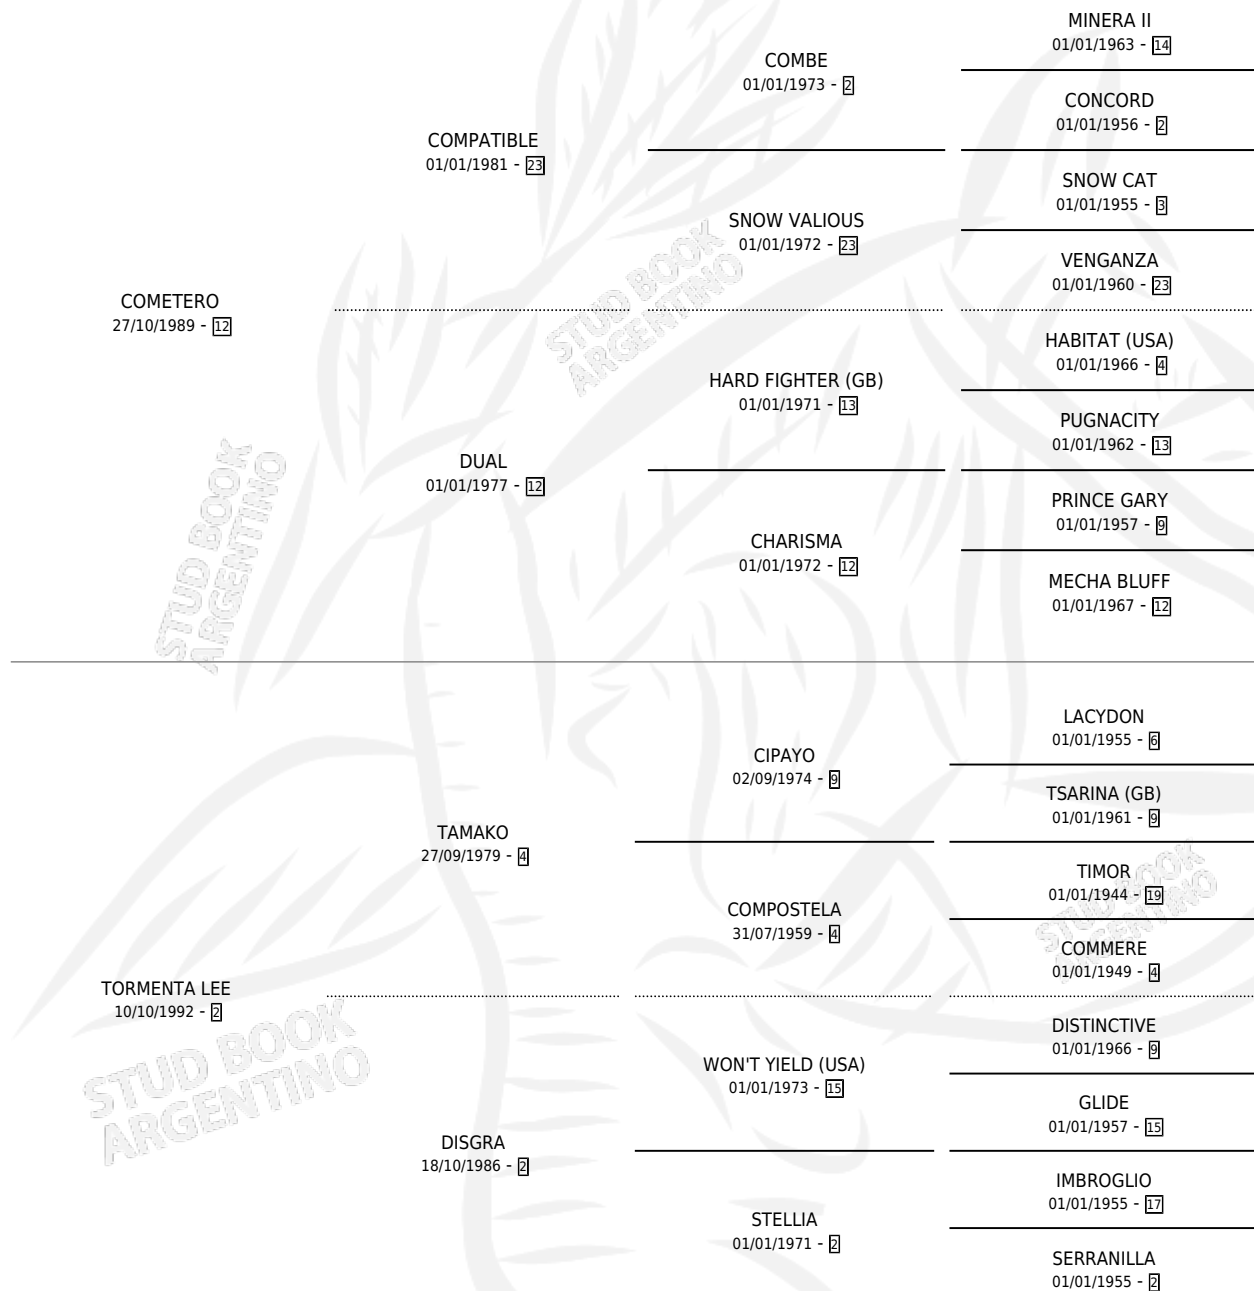 MINERA II
01/01/1963 - 14
COMBE
01/01/1973 - 2
CONCORD
01/01/1956 - 2
COMPATIBLE
01/01/1981 - 23
SNOW CAT
01/01/1955 - 3
SNOW VALIOUS
01/01/1972 - 23
VENGANZA
01/01/1960 - 23
COMETERO
27/10/1989 - 12
HABITAT (USA)
01/01/1966 - 4
HARD FIGHTER (GB)
01/01/1971 - 13
PUGNACITY
01/01/1962 - 13
DUAL
01/01/1977 - 12
PRINCE GARY
01/01/1957 - 9
CHARISMA
01/01/1972 - 12
MECHA BLUFF
01/01/1967 - 12
LACYDON
01/01/1955 - 6
CIPAYO
02/09/1974 - 9
TSARINA (GB)
01/01/1961 - 9
TAMAKO
27/09/1979 - 4
TIMOR
01/01/1944 - 19
COMPOSTELA
31/07/1959 - 4
COMMERE
01/01/1949 - 4
TORMENTA LEE
10/10/1992 - 2
DISTINCTIVE
01/01/1966 - 9
WON'T YIELD (USA)
01/01/1973 - 15
GLIDE
01/01/1957 - 15
DISGRA
18/10/1986 - 2
IMBROGLIO
01/01/1955 - 17
STELLIA
01/01/1971 - 2
SERRANILLA
01/01/1955 - 2
STUD BOOK
ARGENTINO
STUD BOOK
ARGENTINO
STUD BOOK
ARGENTINO
STUD BOOK
ARGENTINO